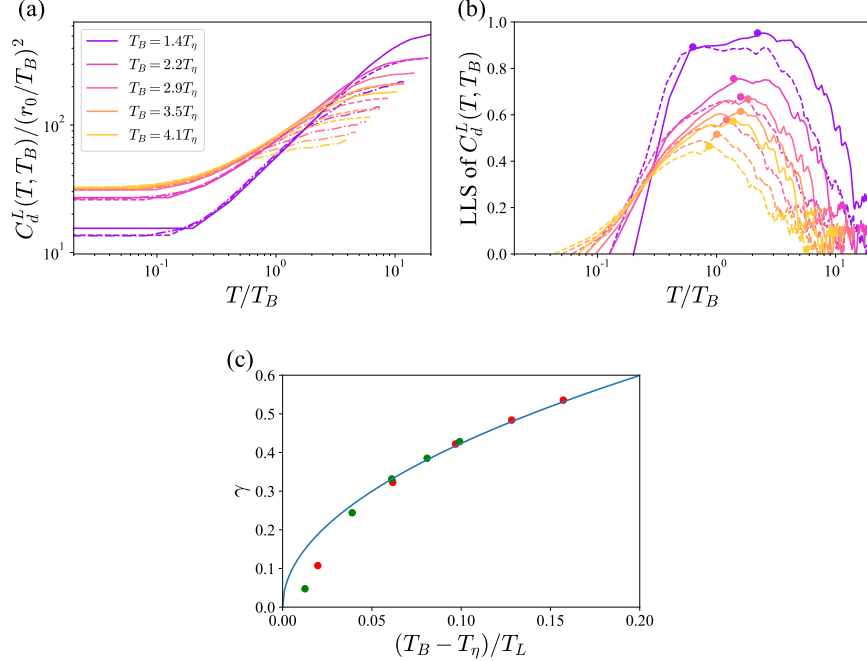 (a)
C_d^L(T, T_B)/(r_0/T_B)^2
10^2
10^1
T_B = 1.4T_η
T_B = 2.2T_η
T_B = 2.9T_η
T_B = 3.5T_η
T_B = 4.1T_η
10^{-1}
10^0
10^1
T/T_B
(b)
LLS of C_d^L(T, T_B)
1.0
0.8
0.6
0.4
0.2
0.0
10^{-1}
10^0
10^1
T/T_B
(c)
γ
0.6
0.5
0.4
0.3
0.2
0.1
0.0
0.00
0.05
0.10
0.15
0.20
(T_B − T_η)/T_L